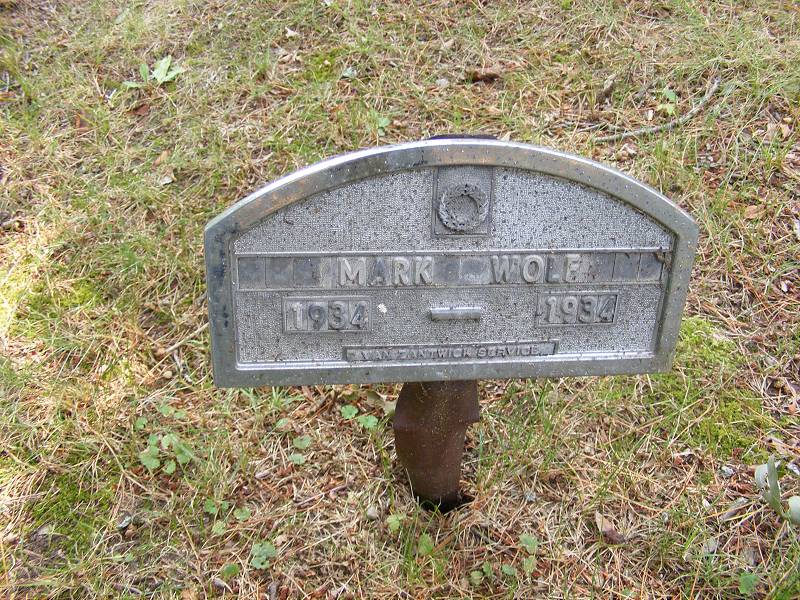 MARK WOLF
1934 - 1934
VAN ZANTWICK SERVICE